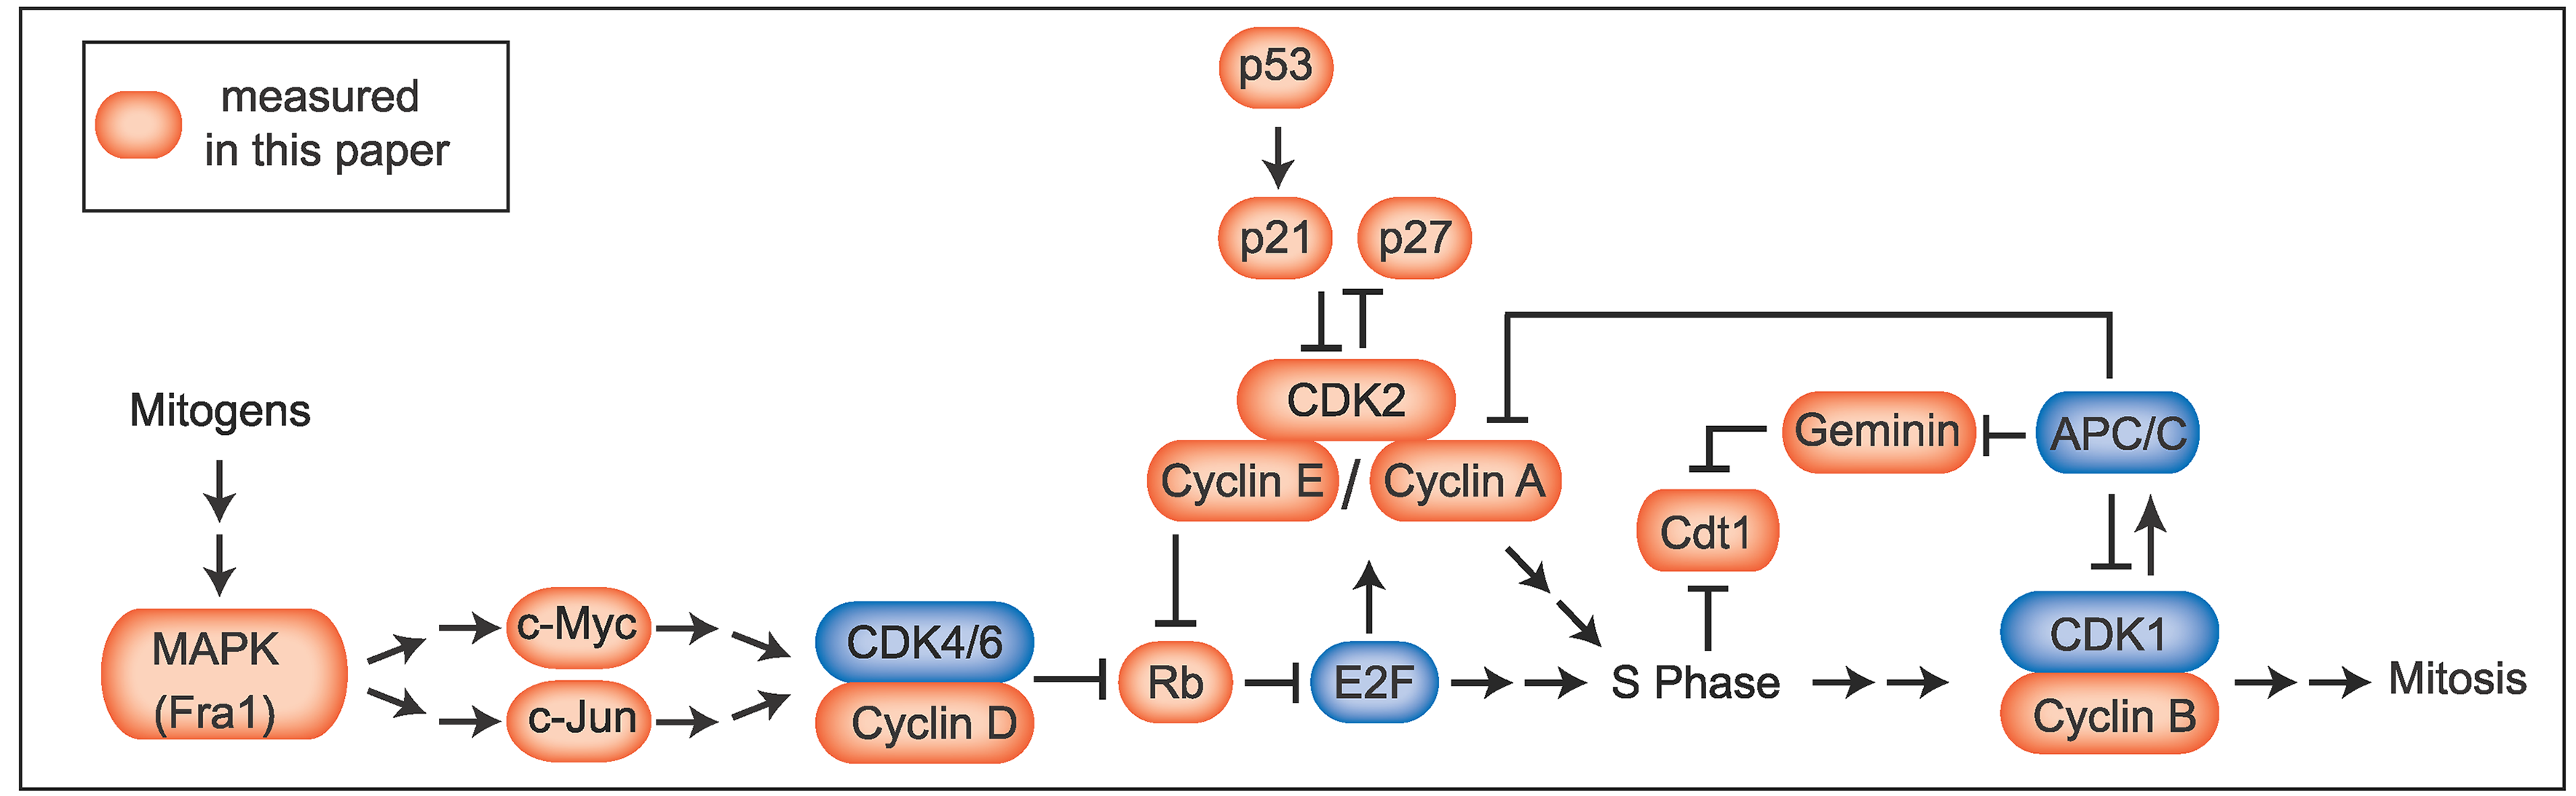 measured
in this paper
p53
p21
p27
CDK2
Cyclin E / Cyclin A
Mitogens
MAPK
(Fra1)
c-Myc
c-Jun
CDK4/6
Cyclin D
Rb
E2F
S Phase
Cdt1
Geminin
APC/C
CDK1
Cyclin B
Mitosis